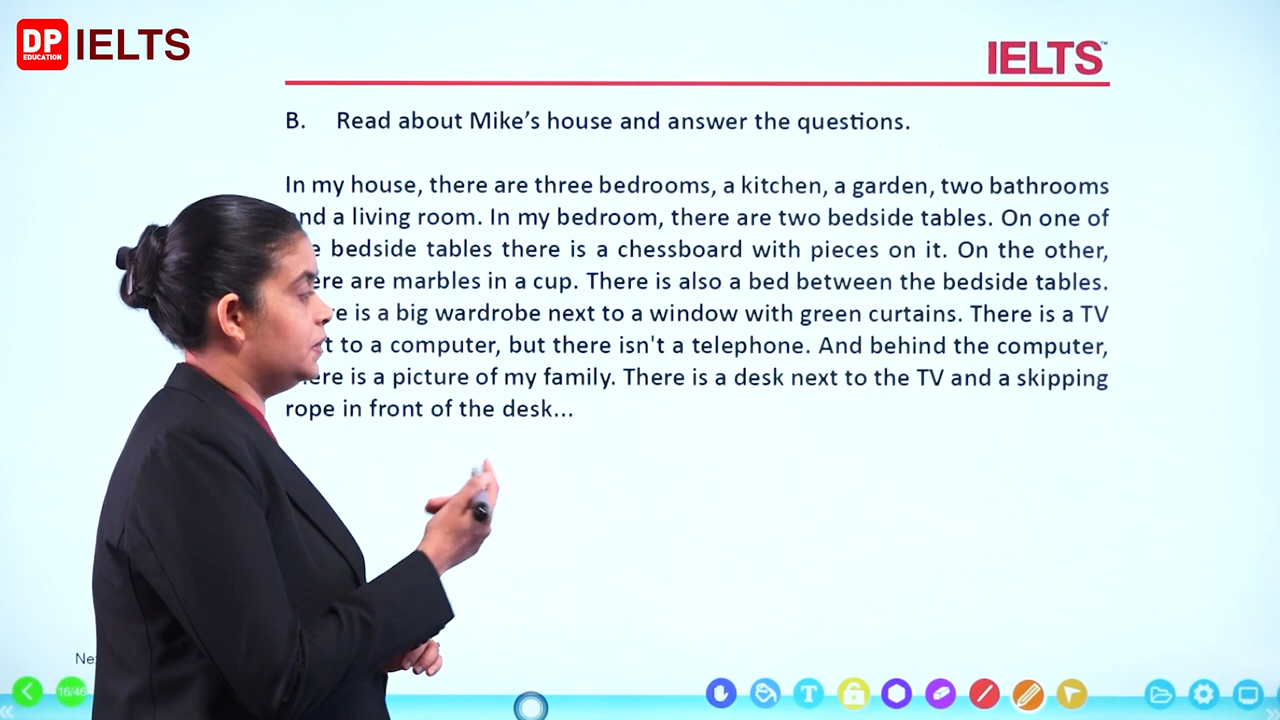 DP IELTS
EDUCATION
IELTS™
B. Read about Mike's house and answer the questions.
In my house, there are three bedrooms, a kitchen, a garden, two bathrooms
a living room. In my bedroom, there are two bedside tables. On one of
bedside tables there is a chessboard with pieces on it. On the other,
are marbles in a cup. There is also a bed between the bedside tables.
is a big wardrobe next to a window with green curtains. There is a TV
to a computer, but there isn't a telephone. And behind the computer,
is a picture of my family. There is a desk next to the TV and a skipping
rope in front of the desk...
16/46
T